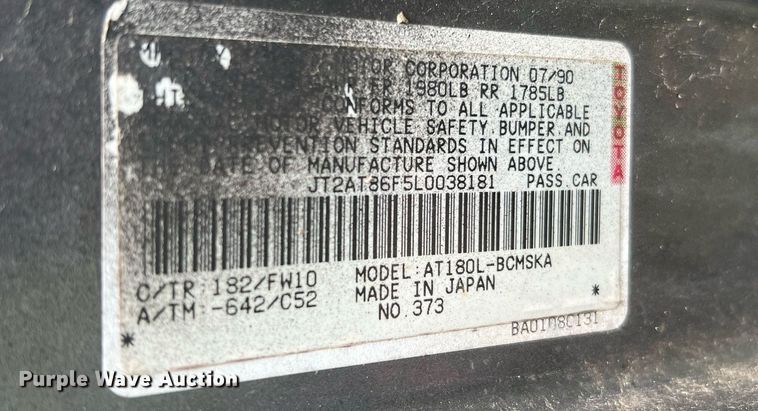 CORPORATION 07/90
FR 1980LB RR 1785LB
CONFORMS TO ALL APPLICABLE
VEHICLE SAFETY,BUMPER,AND
PREVENTION STANDARDS IN EFFECT ON
DATE OF MANUFACTURE SHOWN ABOVE.
JT2AT86F5L0038181 PASS.CAR
TOYOTA
C/TR:182/FW10 MODEL:AT180L-BCMSKA
A/TM:-642/C52 MADE IN JAPAN *
NO.373
* BA01D8C131
Purple Wave Auction